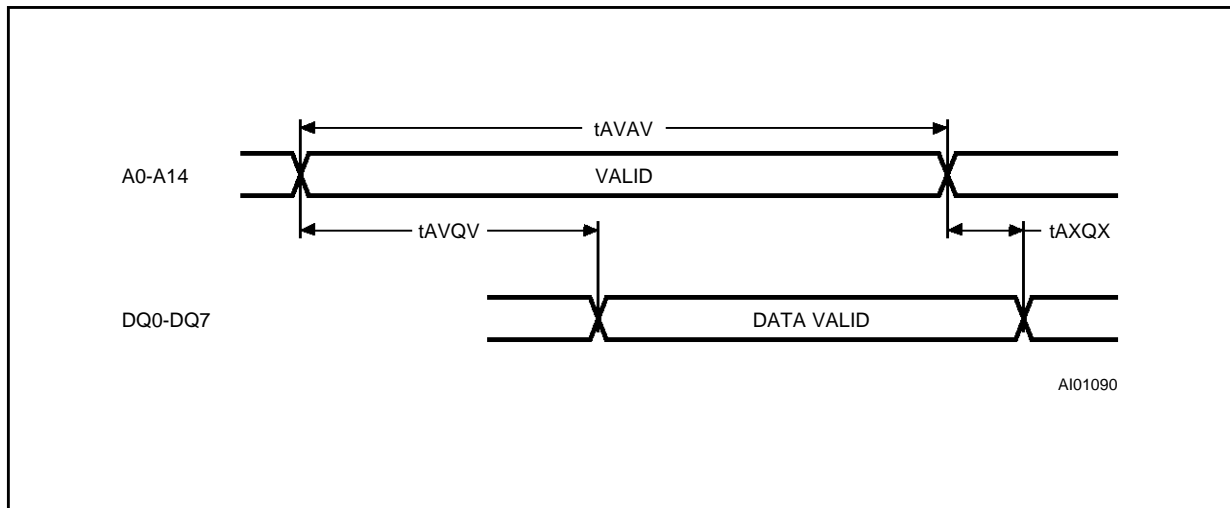 tAVAV
A0-A14 VALID
tAVQV tAXQX
DQ0-DQ7 DATA VALID
AI01090